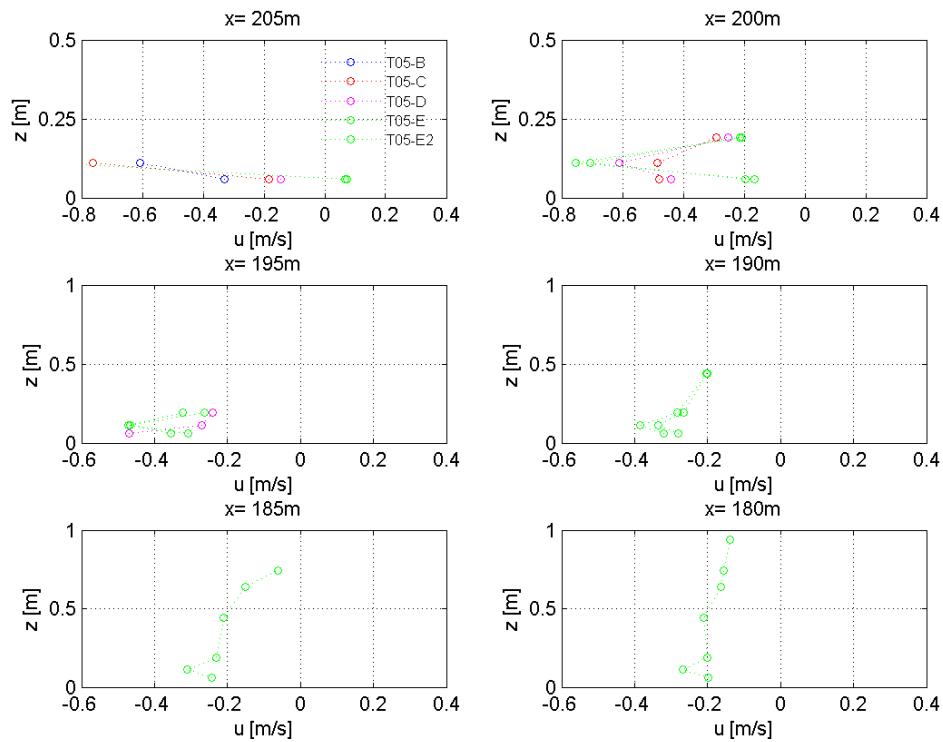 x= 205m
0.5
0.25
0
z [m]
T05-B
T05-C
T05-D
T05-E
T05-E2
-0.8 -0.6 -0.4 -0.2 0 0.2 0.4
u [m/s]
x= 200m
0.5
0.25
0
z [m]
-0.8 -0.6 -0.4 -0.2 0 0.2 0.4
u [m/s]
x= 195m
1
0.5
0
z [m]
-0.6 -0.4 -0.2 0 0.2 0.4
u [m/s]
x= 190m
1
0.5
0
z [m]
-0.6 -0.4 -0.2 0 0.2 0.4
u [m/s]
x= 185m
1
0.5
0
z [m]
-0.6 -0.4 -0.2 0 0.2 0.4
u [m/s]
x= 180m
1
0.5
0
z [m]
-0.6 -0.4 -0.2 0 0.2 0.4
u [m/s]